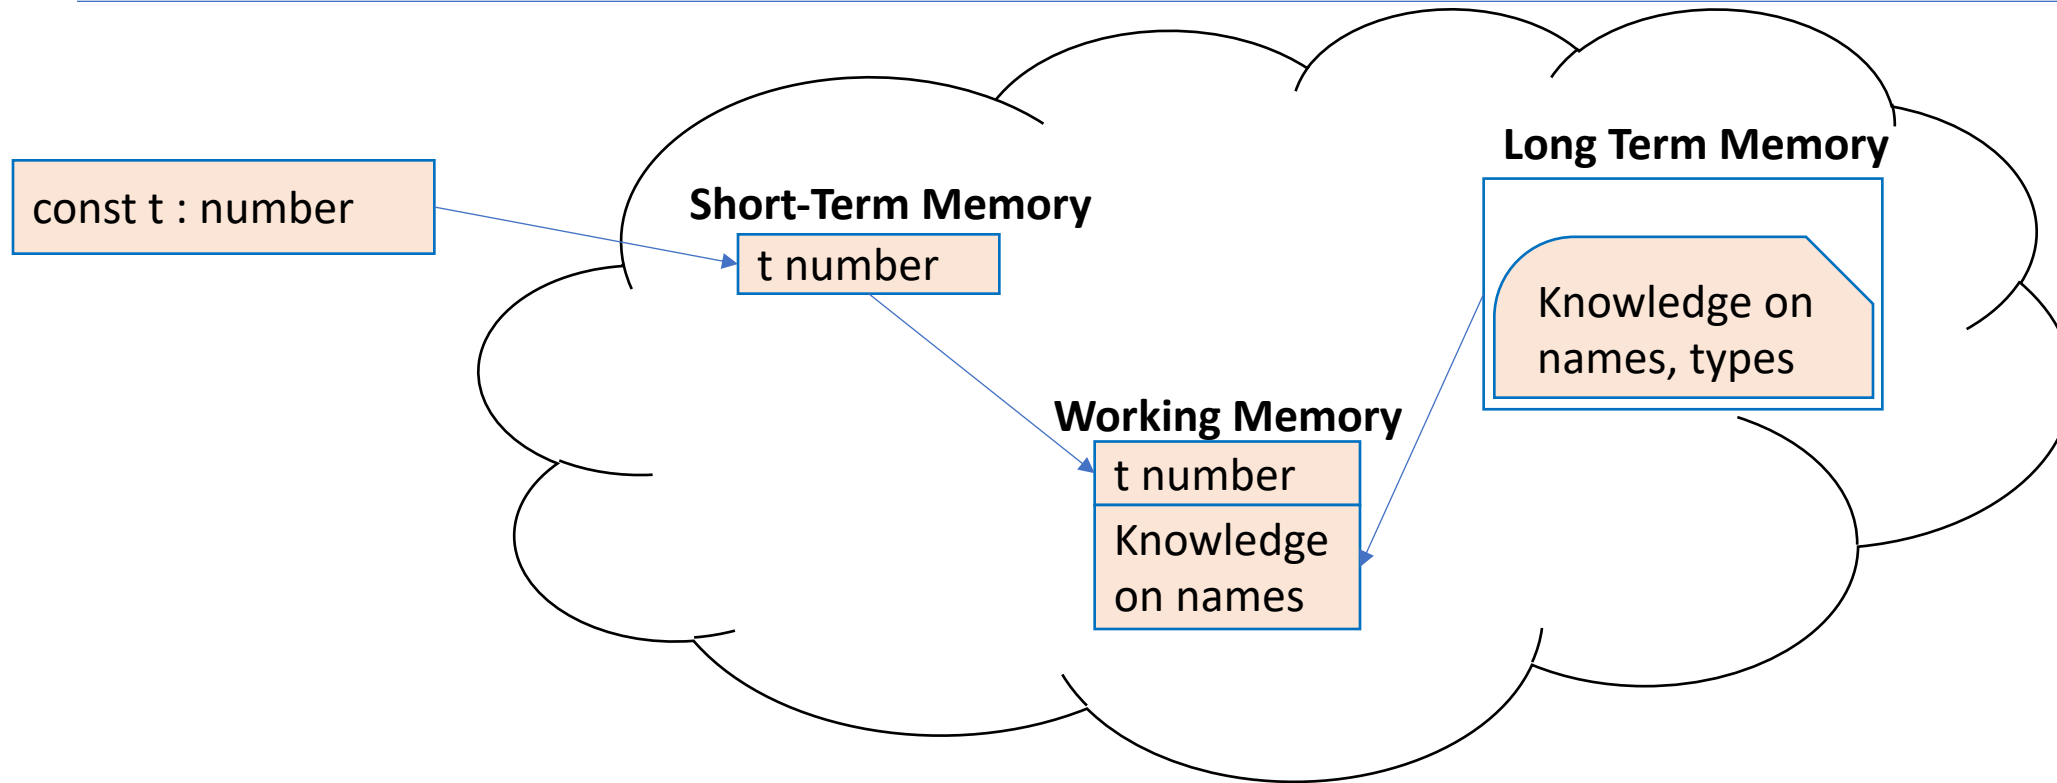 const t : number
Short-Term Memory
t number
Long Term Memory
Knowledge on
names, types
Working Memory
t number
Knowledge
on names